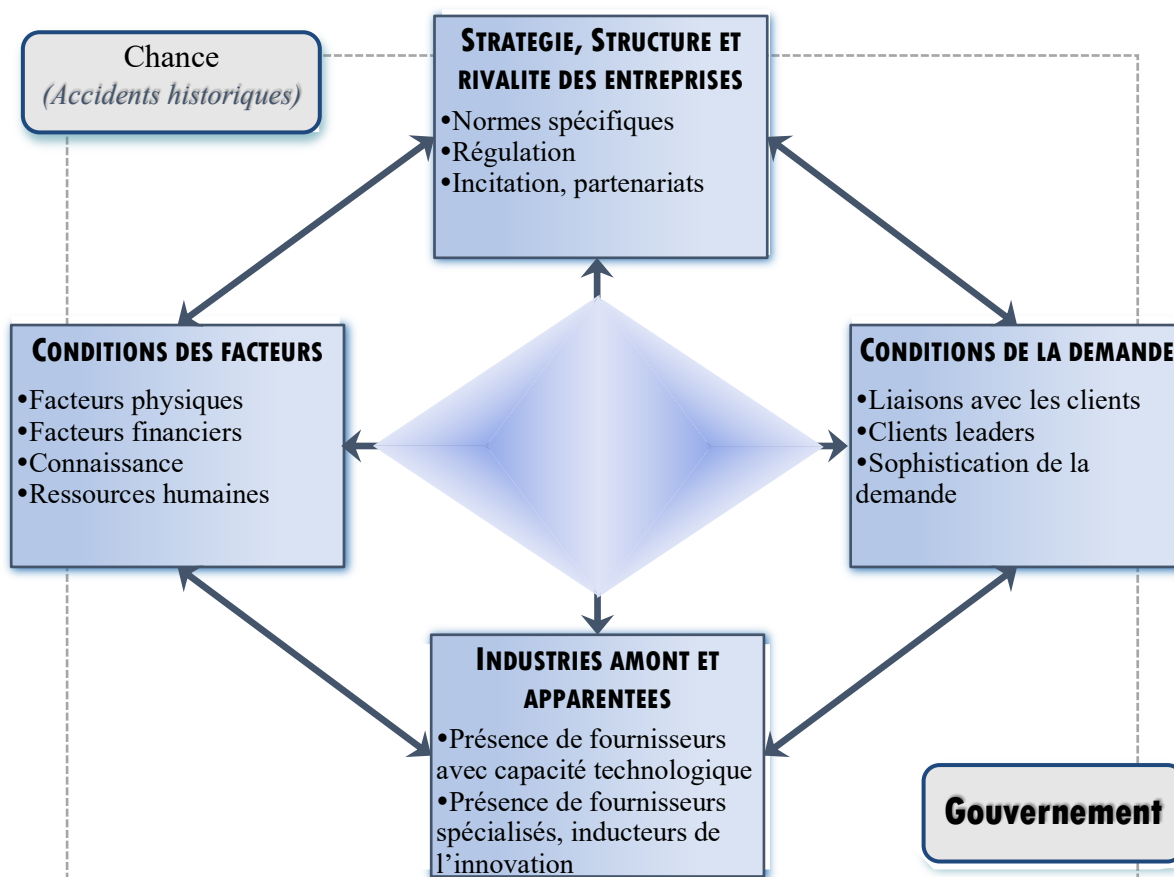 Chance
(Accidents historiques)
STRATEGIE, STRUCTURE ET
RIVALITE DES ENTREPRISES
•Normes spécifiques
•Régulation
•Incitation, partenariats
CONDITIONS DES FACTEURS
•Facteurs physiques
•Facteurs financiers
•Connaissance
•Ressources humaines
CONDITIONS DE LA DEMANDE
•Liaisons avec les clients
•Clients leaders
•Sophistication de la
demande
INDUSTRIES AMONT ET
APPARENTEES
•Présence de fournisseurs
avec capacité technologique
•Présence de fournisseurs
spécialisés, inducteurs de
l’innovation
Gouvernement